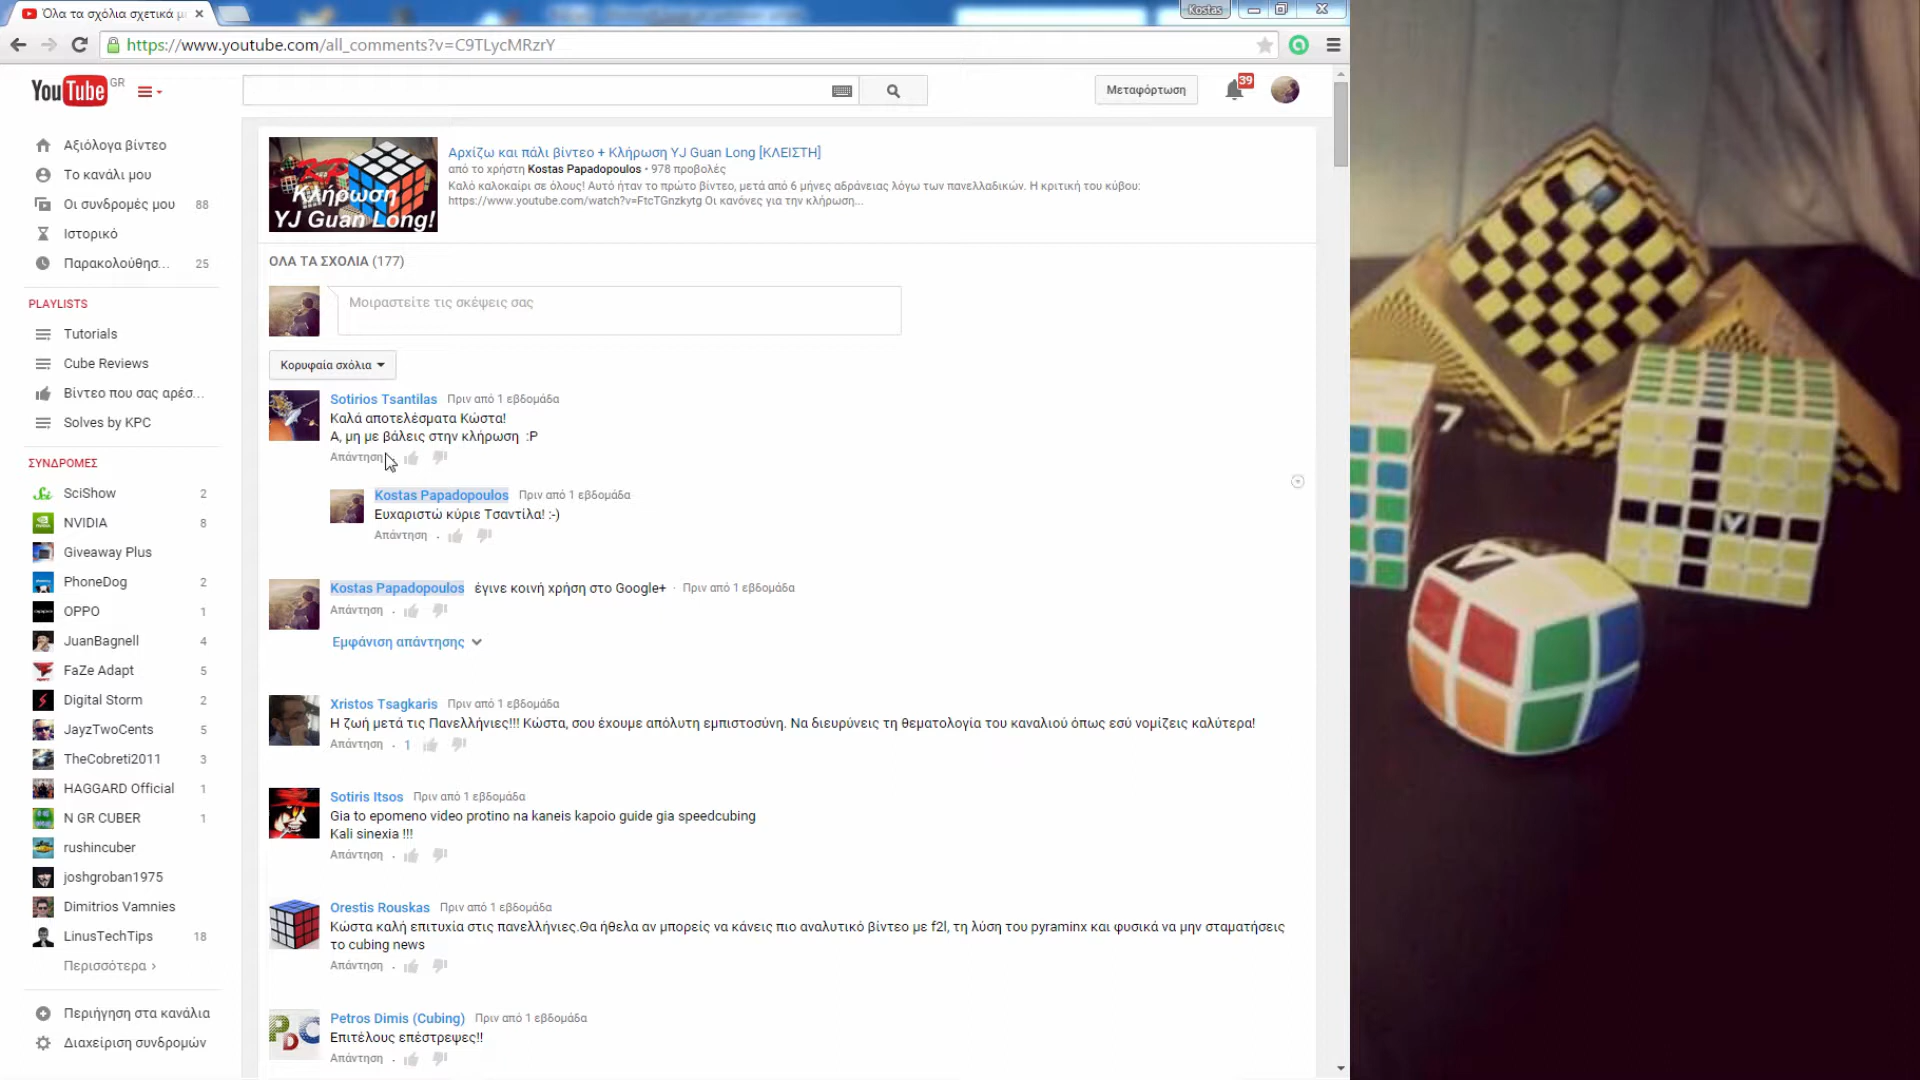 Όλα τα σχόλια σχετικά μ
Kostas
https://www.youtube.com/all_comments?v=C9TLycMRzrY
YouTube GR
Μεταφόρτωση
39
Αξιόλογα βίντεο
Το κανάλι μου
Οι συνδρομές μου 88
Ιστορικό
Παρακολούθησ... 25
PLAYLISTS
Tutorials
Cube Reviews
Βίντεο που σας αρέσ...
Solves by KPC
ΣΥΝΔΡΟΜΕΣ
SciShow 2
NVIDIA 8
Giveaway Plus
PhoneDog 2
OPPO 1
JuanBagnell 4
FaZe Adapt 5
Digital Storm 2
JayzTwoCents 5
TheCobreti2011 3
HAGGARD Official 1
N GR CUBER 1
rushincuber
joshgroban1975
Dimitrios Vamnies
LinusTechTips 18
Περισσότερα ›
Περιήγηση στα κανάλια
Διαχείριση συνδρομών
Κλήρωση
YJ Guan Long!
Αρχίζω και πάλι βίντεο + Κλήρωση YJ Guan Long [ΚΛΕΙΣΤΗ]
από το χρήστη Kostas Papadopoulos • 978 προβολές
Καλό καλοκαίρι σε όλους! Αυτό ήταν το πρώτο βίντεο, μετά από 6 μήνες αδράνειας λόγω των πανελλαδικών. Η κριτική του κύβου:
https://www.youtube.com/watch?v=FtcTGnzkytg Οι κανόνες για την κλήρωση...
ΟΛΑ ΤΑ ΣΧΟΛΙΑ (177)
Μοιραστείτε τις σκέψεις σας
Κορυφαία σχόλια
Sotirios Tsantilas Πριν από 1 εβδομάδα
Καλά αποτελέσματα Κώστα!
Α, μη με βάλεις στην κλήρωση :P
Απάντηση
Kostas Papadopoulos Πριν από 1 εβδομάδα
Ευχαριστώ κύριε Τσαντίλα! :-)
Απάντηση ·
Kostas Papadopoulos έγινε κοινή χρήση στο Google+ · Πριν από 1 εβδομάδα
Απάντηση ·
Εμφάνιση απάντησης
Xristos Tsagkaris Πριν από 1 εβδομάδα
Η ζωή μετά τις Πανελλήνιες!!! Κώστα, σου έχουμε απόλυτη εμπιστοσύνη. Να διευρύνεις τη θεματολογία του καναλιού όπως εσύ νομίζεις καλύτερα!
Απάντηση · 1
Sotiris Itsos Πριν από 1 εβδομάδα
Gia to epomeno video protino na kaneis kapoio guide gia speedcubing
Kali sinexia !!!
Απάντηση ·
Orestis Rouskas Πριν από 1 εβδομάδα
Κώστα καλή επιτυχία στις πανελλήνιες.Θα ήθελα αν μπορείς να κάνεις πιο αναλυτικό βίντεο με f2l, τη λύση του pyraminx και φυσικά να μην σταματήσεις
το cubing news
Απάντηση ·
Petros Dimis (Cubing) Πριν από 1 εβδομάδα
Επιτέλους επέστρεψες!!
Απάντηση ·
PDC
7
V
V